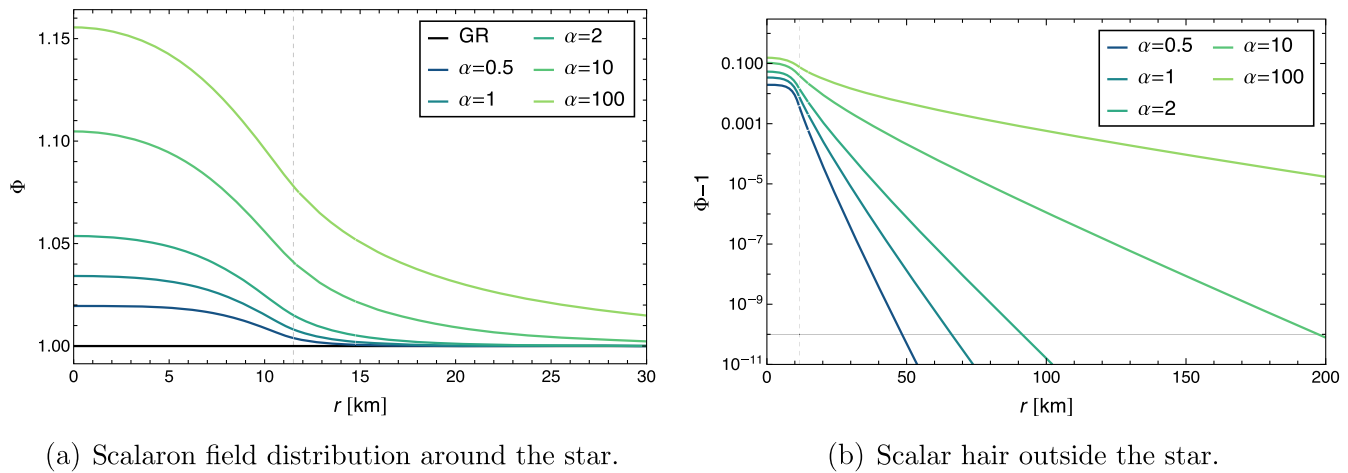 GR
α=0.5
α=1
α=2
α=10
α=100
1.15
1.10
1.05
1.00
Φ
0 5 10 15 20 25 30
r [km]
(a) Scalaron field distribution around the star.
α=0.5
α=1
α=2
α=10
α=100
0.100
0.001
10⁻⁵
10⁻⁷
10⁻⁹
10⁻¹¹
Φ−1
0 50 100 150 200
r [km]
(b) Scalar hair outside the star.